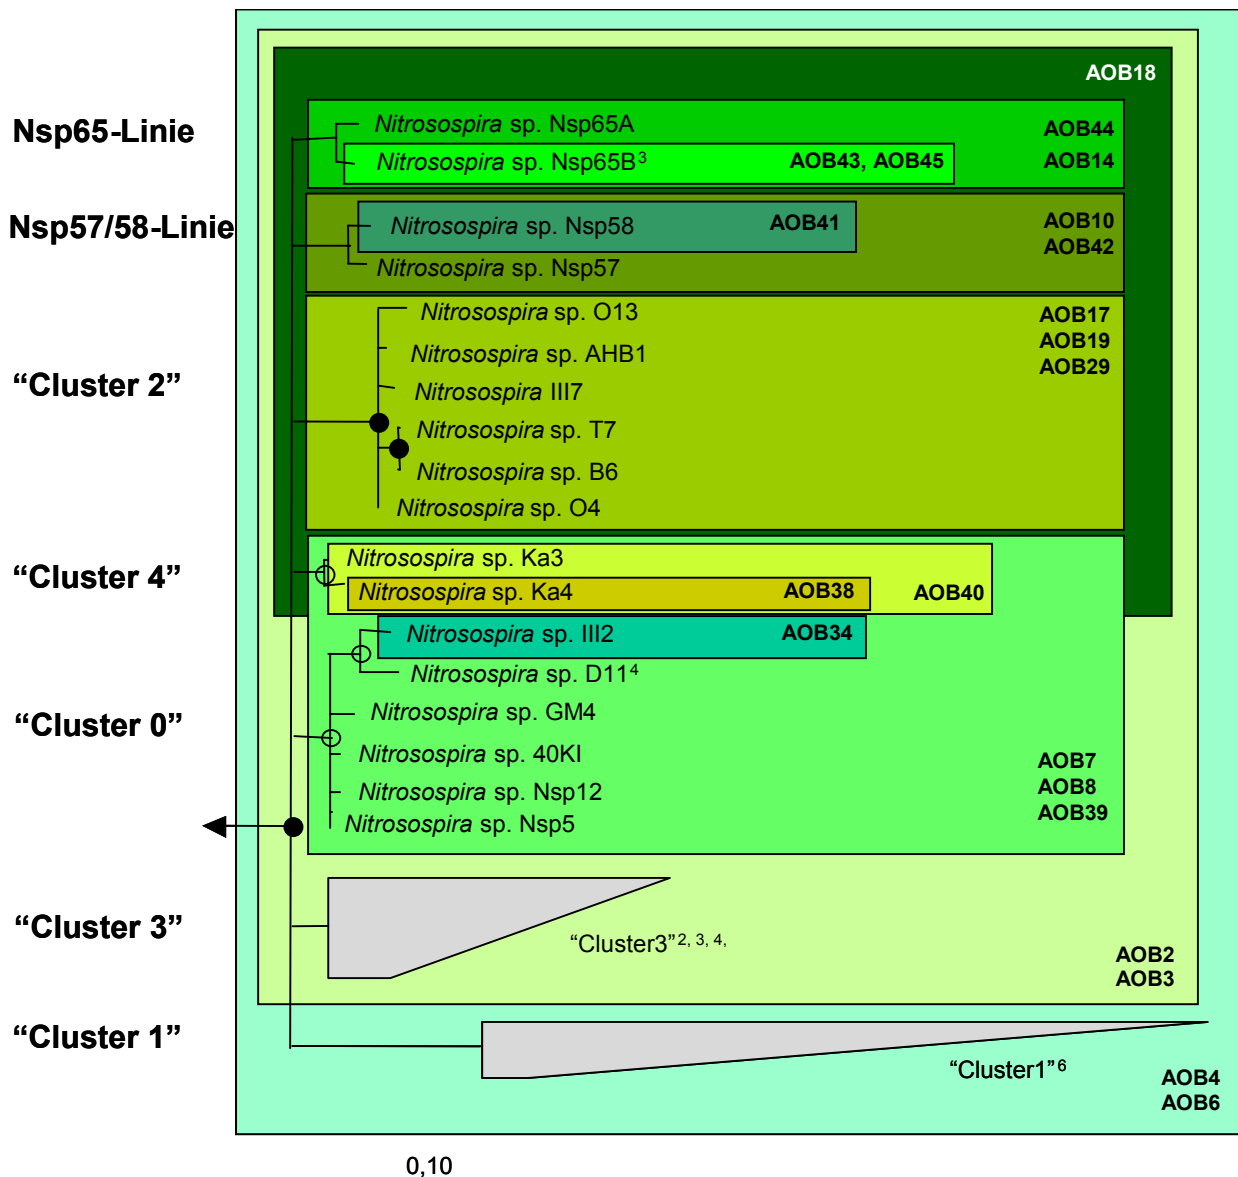 AOB18
Nsp65-Linie
Nitrosospira sp. Nsp65A
AOB44
Nitrosospira sp. Nsp65B³
AOB43, AOB45
AOB14
Nsp57/58-Linie
Nitrosospira sp. Nsp58
AOB41
AOB10
AOB42
Nitrosospira sp. Nsp57
Nitrosospira sp. O13
AOB17
AOB19
AOB29
Nitrosospira sp. AHB1
“Cluster 2”
Nitrosospira III7
Nitrosospira sp. T7
Nitrosospira sp. B6
Nitrosospira sp. O4
“Cluster 4”
Nitrosospira sp. Ka3
Nitrosospira sp. Ka4
AOB38
AOB40
Nitrosospira sp. III2
AOB34
Nitrosospira sp. D11⁴
“Cluster 0”
Nitrosospira sp. GM4
Nitrosospira sp. 40KI
AOB7
AOB8
AOB39
Nitrosospira sp. Nsp12
Nitrosospira sp. Nsp5
“Cluster 3”
“Cluster3”², ³, ⁴,
AOB2
AOB3
“Cluster 1”
“Cluster1”⁶
AOB4
AOB6
0,10